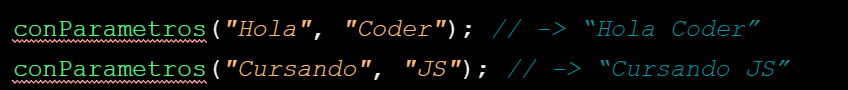 conParametros("Hola", "Coder"); // -> “Hola Coder”
conParametros("Cursando", "JS"); // -> “Cursando JS”